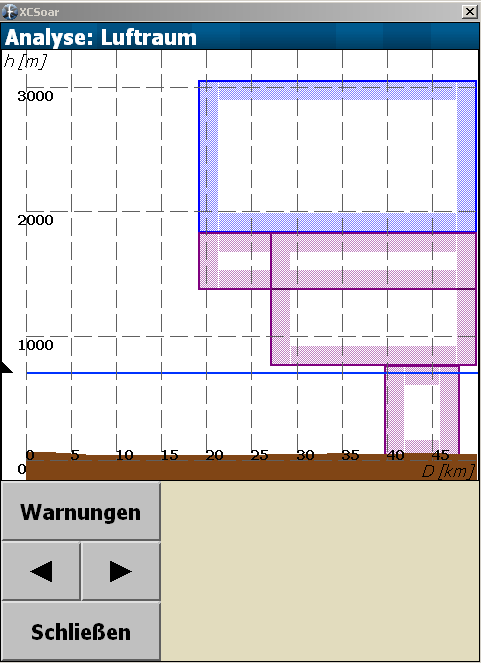 XCSoar
Analyse: Luftraum
h [m]
3000
2000
1000
0 5 10 15 20 25 30 35 40 45
0
D [km]
Warnungen
Schließen